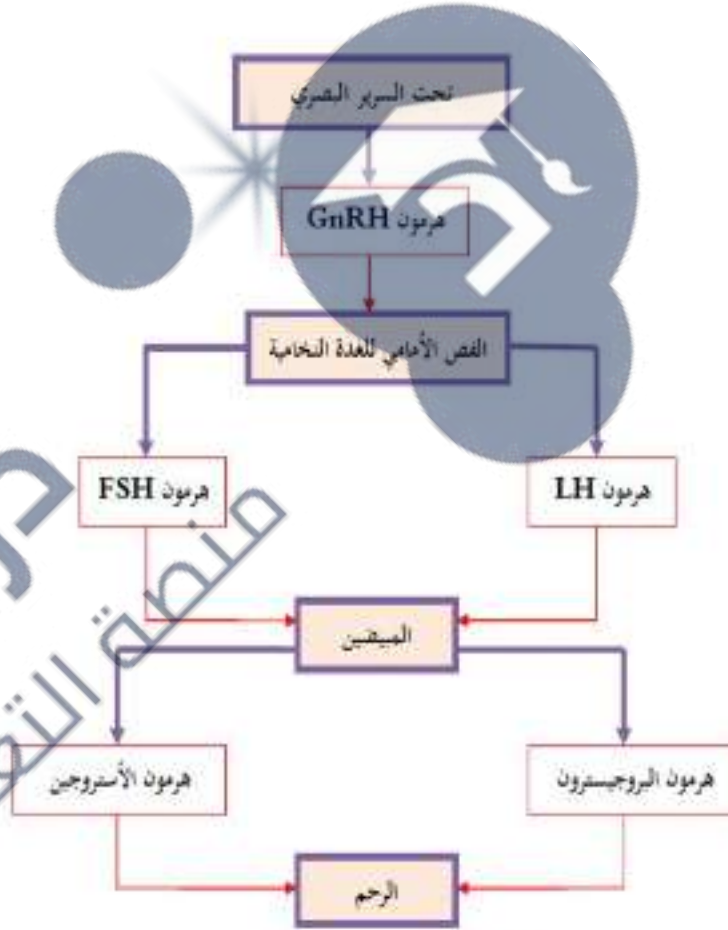 تحت السرير البصري
هرمون GnRH
الفص الأمامي للغدة النخامية
هرمون LH
هرمون FSH
المبيضين
هرمون البروجيسترون
هرمون الأستروجين
الرحم
منصة